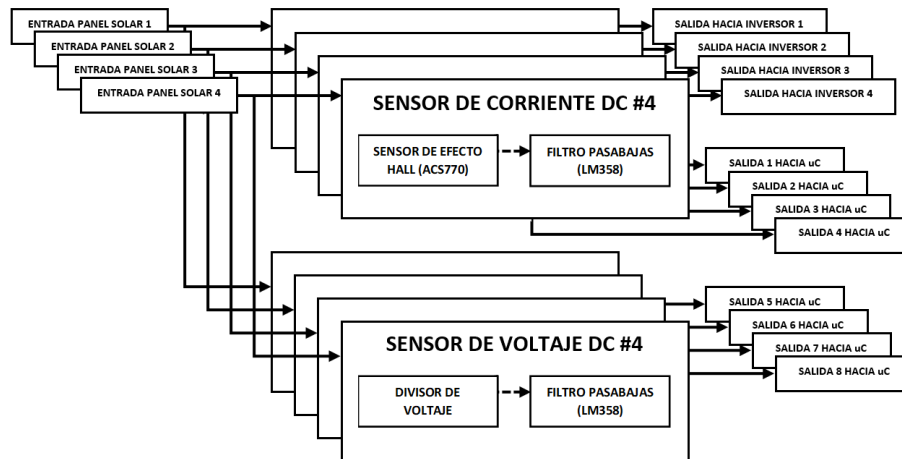 ENTRADA PANEL SOLAR 1
ENTRADA PANEL SOLAR 2
ENTRADA PANEL SOLAR 3
ENTRADA PANEL SOLAR 4
SALIDA HACIA INVERSOR 1
SALIDA HACIA INVERSOR 2
SALIDA HACIA INVERSOR 3
SALIDA HACIA INVERSOR 4
SENSOR DE CORRIENTE DC #4
SENSOR DE EFECTO
HALL (ACS770)
FILTRO PASABAJAS
(LM358)
SALIDA 1 HACIA uC
SALIDA 2 HACIA uC
SALIDA 3 HACIA uC
SALIDA 4 HACIA uC
SENSOR DE VOLTAJE DC #4
DIVISOR DE
VOLTAJE
FILTRO PASABAJAS
(LM358)
SALIDA 5 HACIA uC
SALIDA 6 HACIA uC
SALIDA 7 HACIA uC
SALIDA 8 HACIA uC